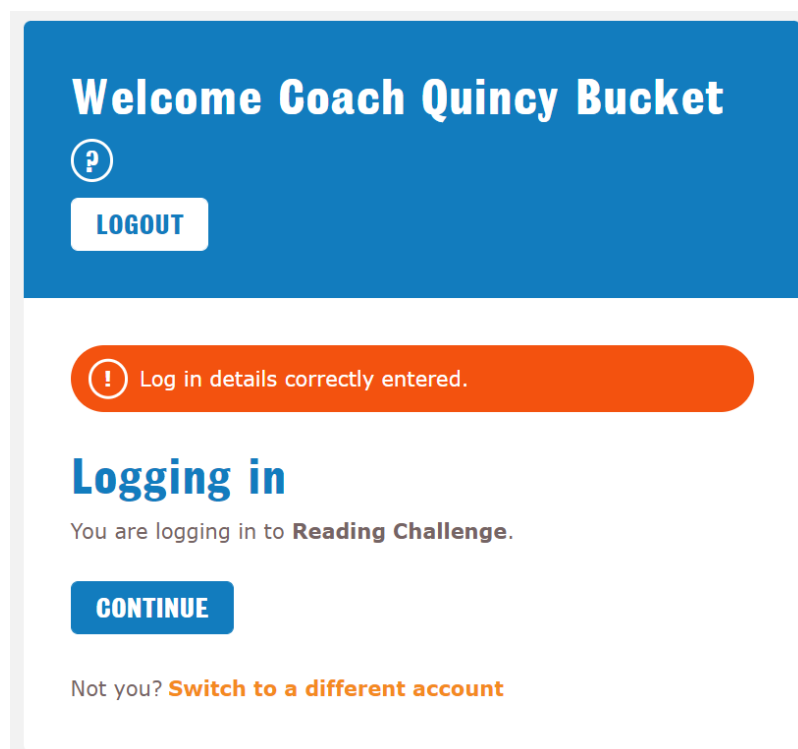 Welcome Coach Quincy Bucket
?
LOGOUT
! Log in details correctly entered.
Logging in
You are logging in to Reading Challenge.
CONTINUE
Not you? Switch to a different account